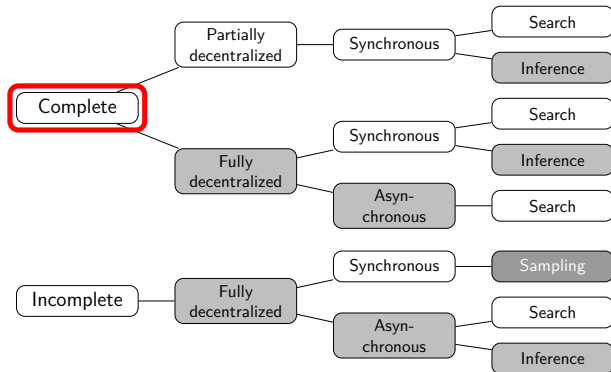 Partially
decentralized
Synchronous
Search
Inference
Complete
Fully
decentralized
Synchronous
Search
Inference
Asyn-
chronous
Search
Incomplete
Fully
decentralized
Synchronous
Sampling
Asyn-
chronous
Search
Inference